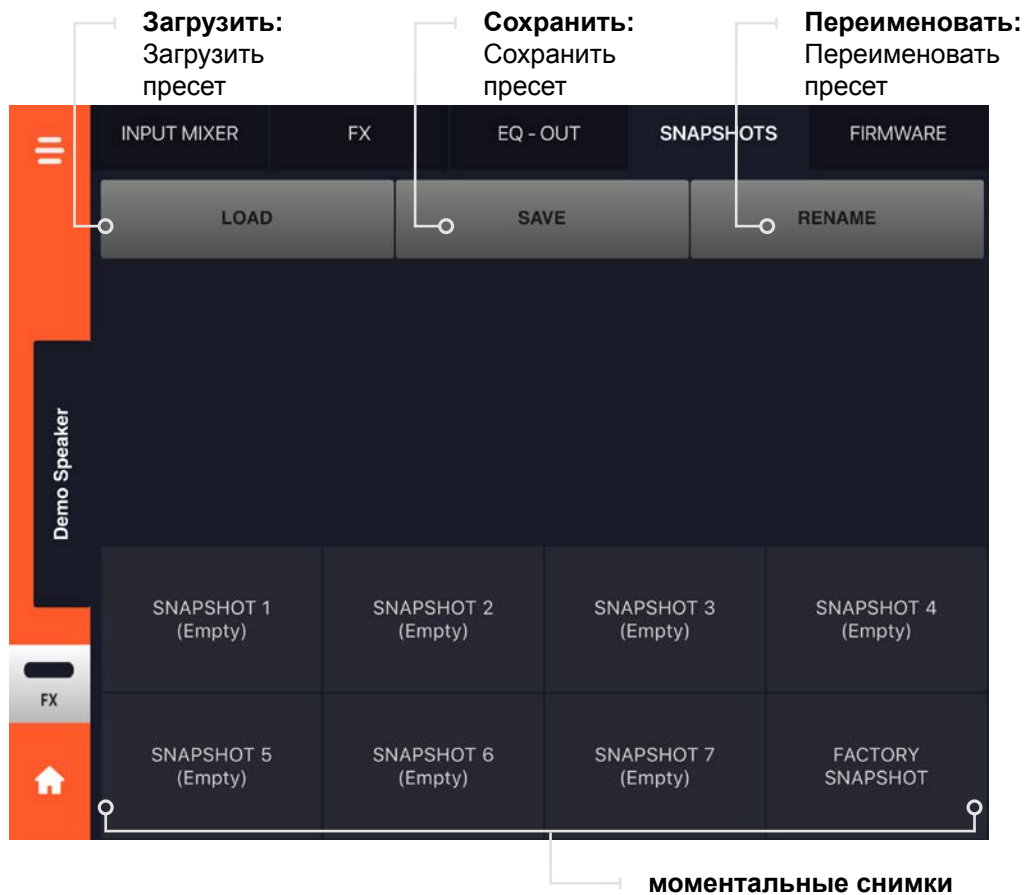 Загрузить:
Загрузить
пресет
Сохранить:
Сохранить
пресет
Переименовать:
Переименовать
пресет
INPUT MIXER
FX
EQ - OUT
SNAPSHOTS
FIRMWARE
LOAD
SAVE
RENAME
Demo Speaker
SNAPSHOT 1
(Empty)
SNAPSHOT 2
(Empty)
SNAPSHOT 3
(Empty)
SNAPSHOT 4
(Empty)
FX
SNAPSHOT 5
(Empty)
SNAPSHOT 6
(Empty)
SNAPSHOT 7
(Empty)
FACTORY
SNAPSHOT
моментальные снимки